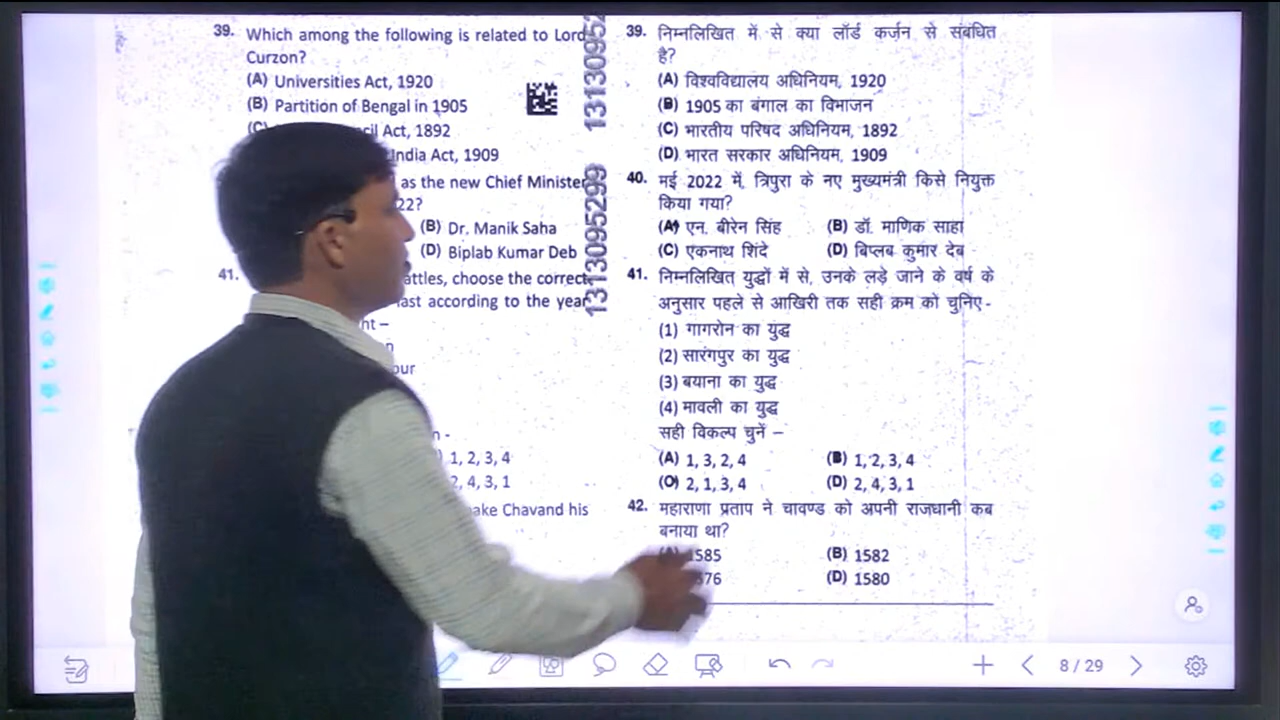 39. Which among the following is related to Lord
Curzon?
(A) Universities Act, 1920
(B) Partition of Bengal in 1905
Act, 1892
India Act, 1909
as the new Chief Minister
22?
(B) Dr. Manik Saha
(D) Biplab Kumar Deb
41.
choose the correct
last according to the year
1, 2, 3, 4
2, 4, 3, 1
Chavand his
1313095299
39. निम्नलिखित में से क्या लॉर्ड कर्जन से संबंधित
है?
(A) विश्वविद्यालय अधिनियम, 1920
(B) 1905 का बंगाल का विभाजन
(C) भारतीय परिषद अधिनियम, 1892
(D) भारत सरकार अधिनियम, 1909
40. मई 2022 में, त्रिपुरा के नए मुख्यमंत्री किसे नियुक्त
किया गया?
(A) एन. बीरेन सिंह (B) डॉ. माणिक साहा
(C) एकनाथ शिंदे (D) बिप्लब कुमार देब
41. निम्नलिखित युद्धों में से, उनके लड़े जाने के वर्ष के
अनुसार पहले से आखिरी तक सही क्रम को चुनिए -
(1) गागरोन का युद्ध
(2) सारंगपुर का युद्ध
(3) बयाना का युद्ध
(4) मावली का युद्ध
सही विकल्प चुनें –
(A) 1, 3, 2, 4 (B) 1, 2, 3, 4
(C) 2, 1, 3, 4 (D) 2, 4, 3, 1
42. महाराणा प्रताप ने चावण्ड को अपनी राजधानी कब
बनाया था?
1585 (B) 1582
(D) 1580
8 / 29